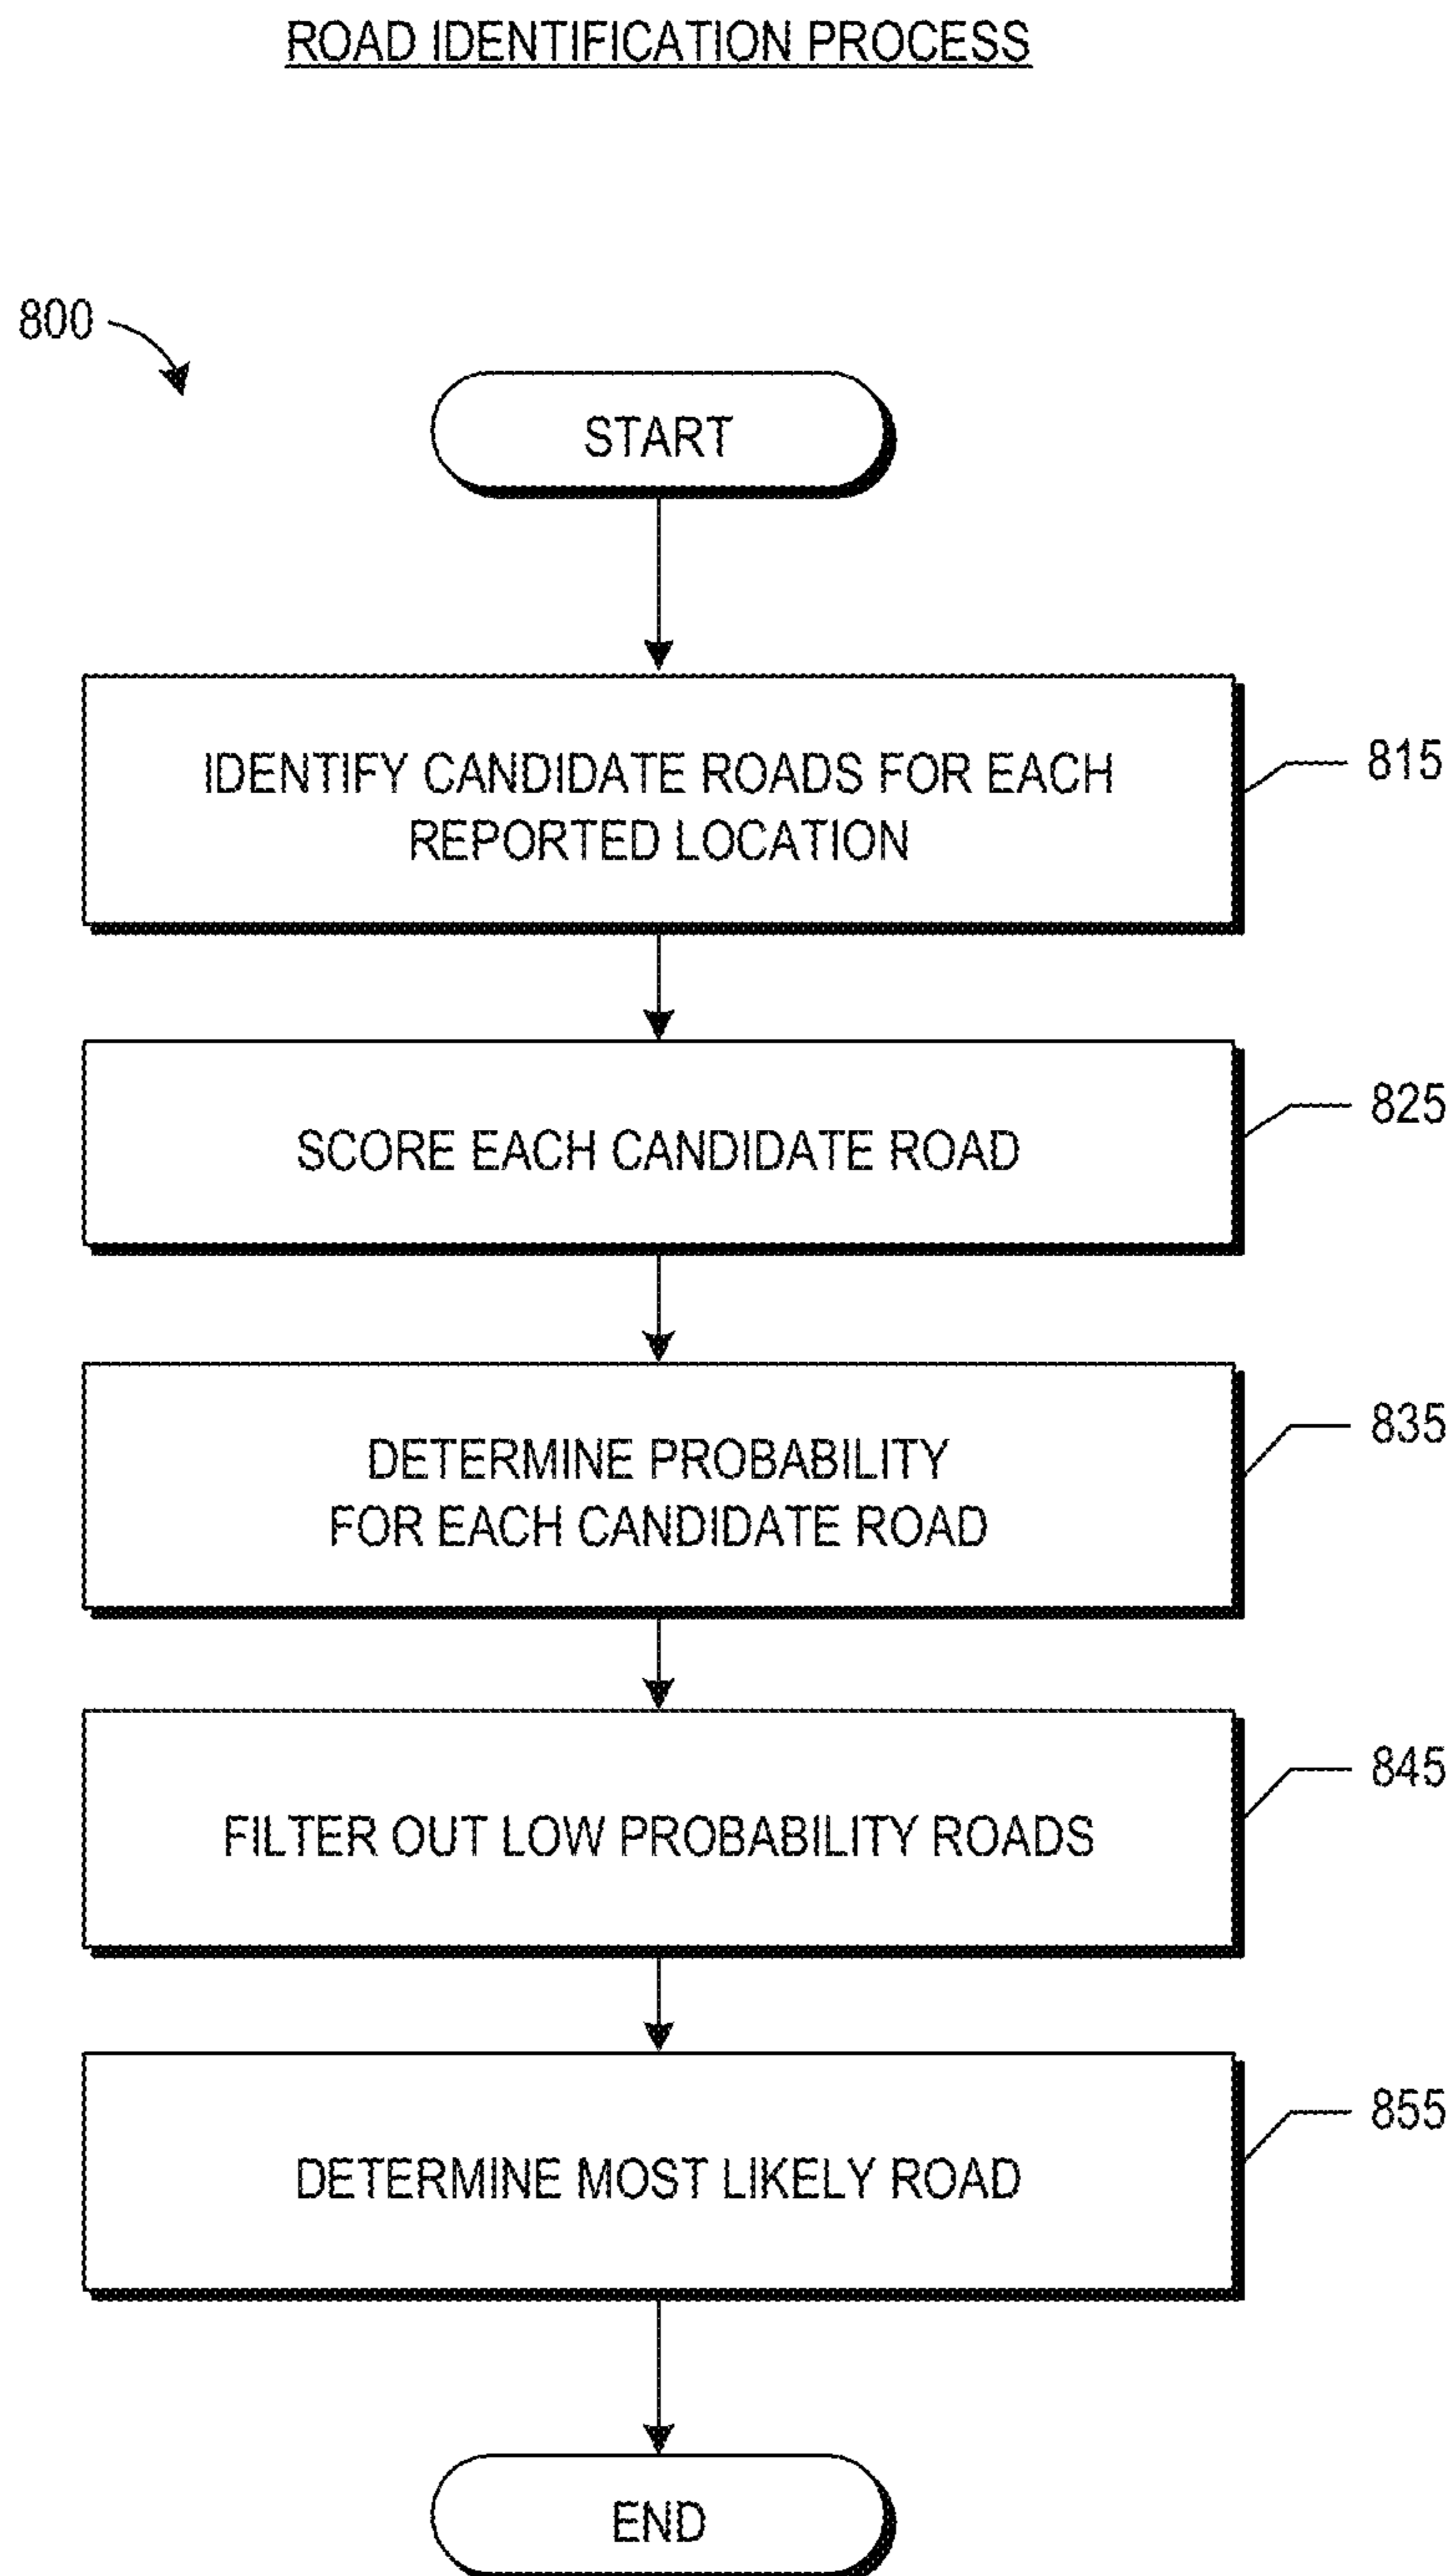 ROAD IDENTIFICATION PROCESS
800
START
IDENTIFY CANDIDATE ROADS FOR EACH
REPORTED LOCATION
815
SCORE EACH CANDIDATE ROAD
825
DETERMINE PROBABILITY
FOR EACH CANDIDATE ROAD
835
FILTER OUT LOW PROBABILITY ROADS
845
DETERMINE MOST LIKELY ROAD
855
END